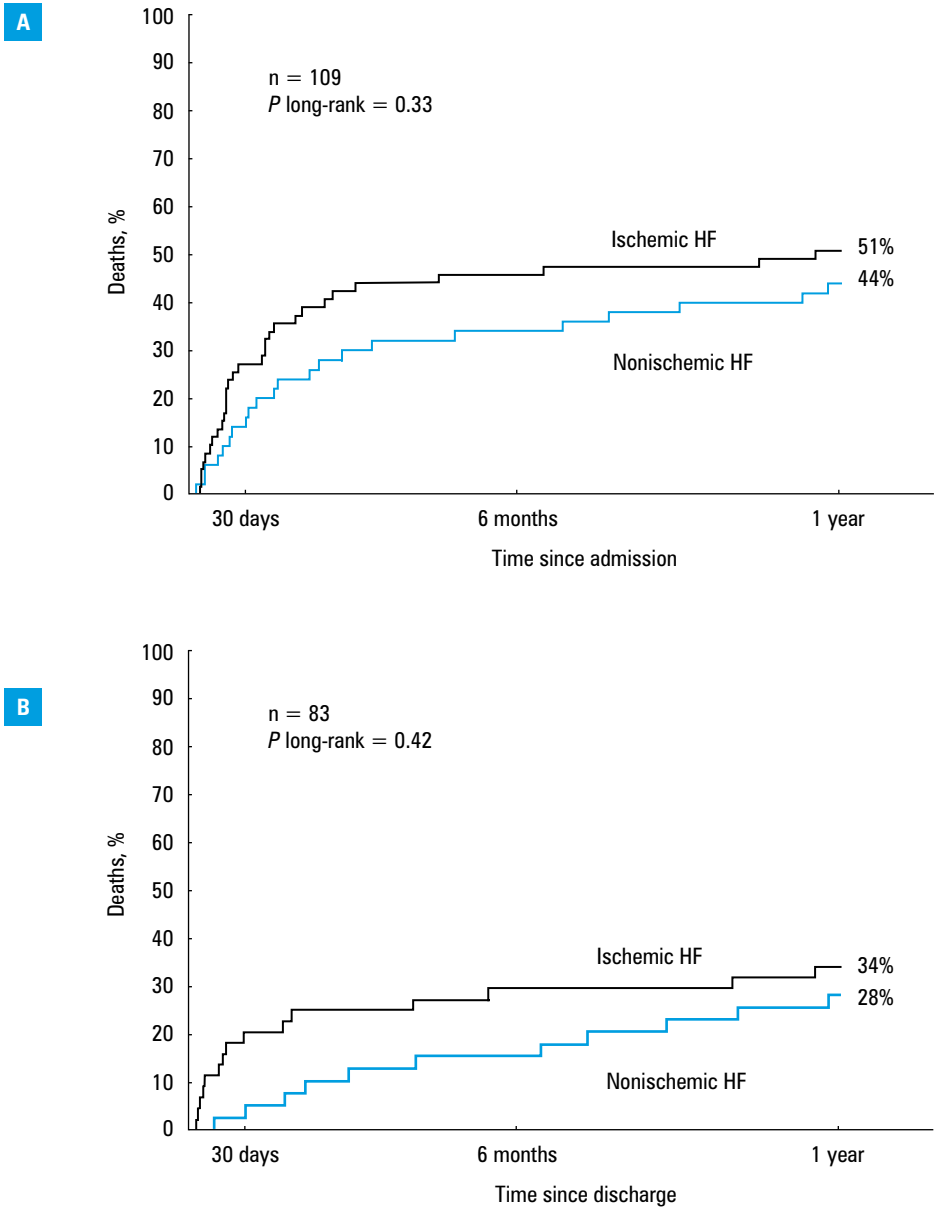 A
100
90
80
70
60
50
40
30
20
10
0
Deaths, %
n = 109
P long-rank = 0.33
Ischemic HF
51%
44%
Nonischemic HF
30 days
6 months
1 year
Time since admission
B
100
90
80
70
60
50
40
30
20
10
0
Deaths, %
n = 83
P long-rank = 0.42
Ischemic HF
34%
28%
Nonischemic HF
30 days
6 months
1 year
Time since discharge